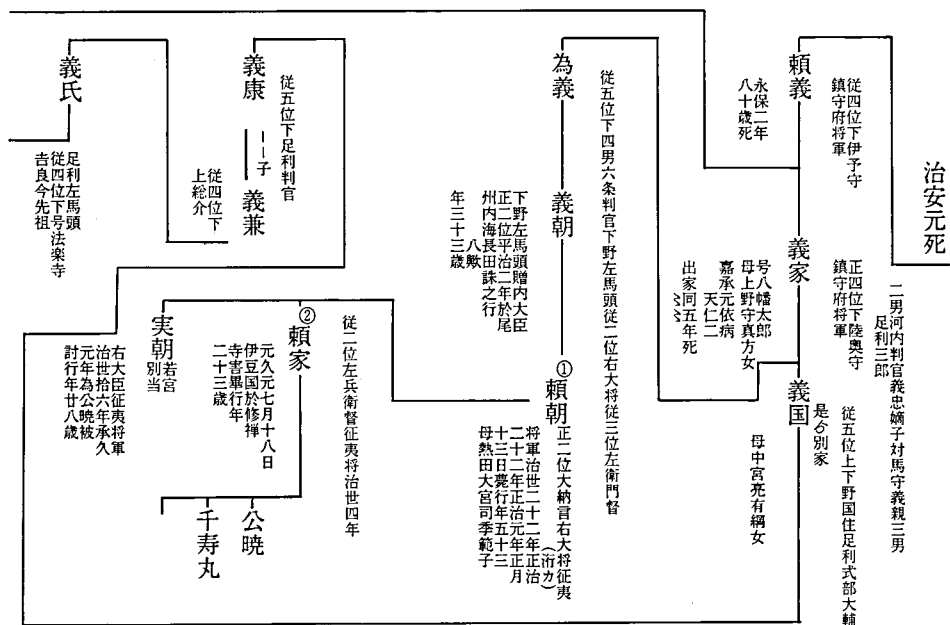 治安元死
頼義
従四位下伊予守
鎮守府将軍
永保二年
八十歳死
義家
正四位下陸奥守
鎮守府将軍
号八幡太郎
母上野守真方女
嘉承元依病
天仁二
出家同五年死
二男河内判官義忠嫡子対馬守義親三男
足利三郎
義国
従五位上下野国住足利式部大輔
是ゟ別家
母中宮亮有綱女
為義
従五位下四男六条判官下野左馬頭従二位右大将従三位左衛門督
義朝
下野左馬頭贈内大臣
正二位平治二年於尾
州内海長田誅之行
八歟
年三十三歳
①頼朝
正二位大納言右大将征夷
(洐カ)
将軍治世二十二年正治
二十二年正治元年正月
十三日薨行年五十三
母熱田大宮司季範子
②頼家
従二位左兵衛督征夷将治世四年
元久元七月十八日
伊豆国於修禅
寺害畢行年
二十三歳
実朝
若宮
別当
右大臣征夷将軍
治世拾六年承久
元年為公暁被
討行年廿八歳
公暁
千寿丸
義康
従五位下足利判官
子
義兼
従四位下
上総介
義氏
足利左馬頭
従四位下号法楽寺
吉良今先祖